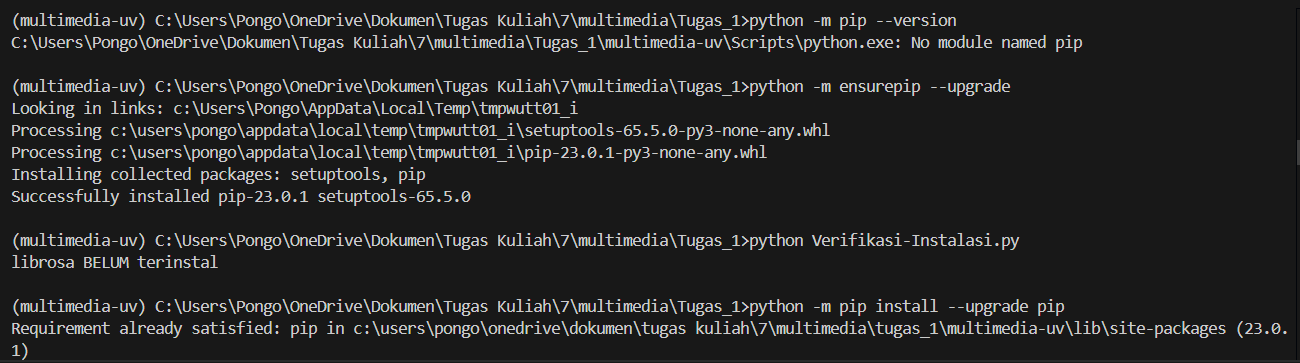 (multimedia-uv) C:\Users\Pongo\OneDrive\Dokumen\Tugas Kuliah\7\multimedia\Tugas_1>python -m pip --version
C:\Users\Pongo\OneDrive\Dokumen\Tugas Kuliah\7\multimedia\Tugas_1\multimedia-uv\Scripts\python.exe: No module named pip
(multimedia-uv) C:\Users\Pongo\OneDrive\Dokumen\Tugas Kuliah\7\multimedia\Tugas_1>python -m ensurepip --upgrade
Looking in links: c:\Users\Pongo\AppData\Local\Temp\tmpwutt01_i
Processing c:\users\pongo\appdata\local\temp\tmpwutt01_i\setuptools-65.5.0-py3-none-any.whl
Processing c:\users\pongo\appdata\local\temp\tmpwutt01_i\pip-23.0.1-py3-none-any.whl
Installing collected packages: setuptools, pip
Successfully installed pip-23.0.1 setuptools-65.5.0
(multimedia-uv) C:\Users\Pongo\OneDrive\Dokumen\Tugas Kuliah\7\multimedia\Tugas_1>python Verifikasi-Instalasi.py
librosa BELUM terinstal
(multimedia-uv) C:\Users\Pongo\OneDrive\Dokumen\Tugas Kuliah\7\multimedia\Tugas_1>python -m pip install --upgrade pip
Requirement already satisfied: pip in c:\users\pongo\onedrive\dokumen\tugas kuliah\7\multimedia\tugas_1\multimedia-uv\lib\site-packages (23.0.
1)